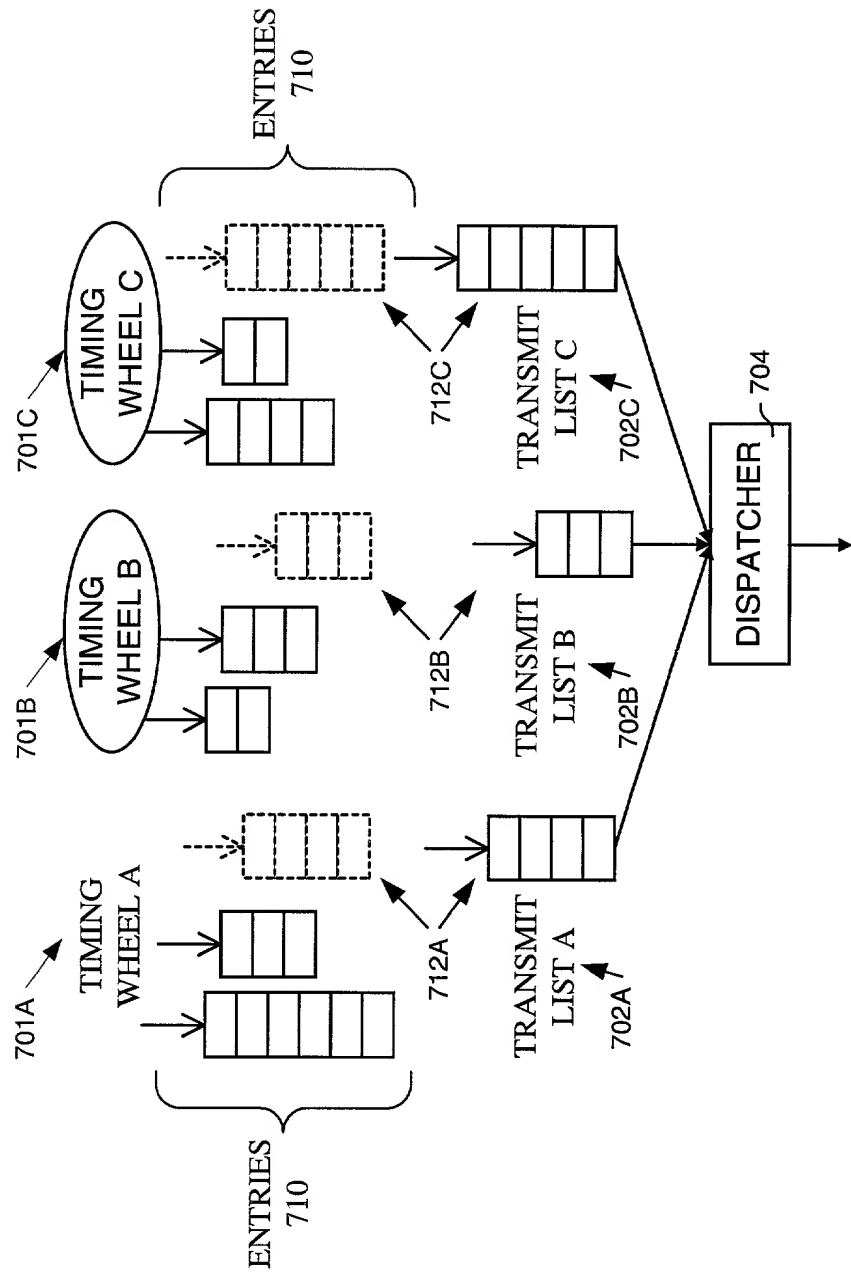 701A
701B
701C
TIMING
WHEEL A
TIMING
WHEEL B
TIMING
WHEEL C
ENTRIES
710
ENTRIES
710
712A
712B
712C
TRANSMIT
LIST A
TRANSMIT
LIST B
TRANSMIT
LIST C
702A
702B
702C
704
DISPATCHER